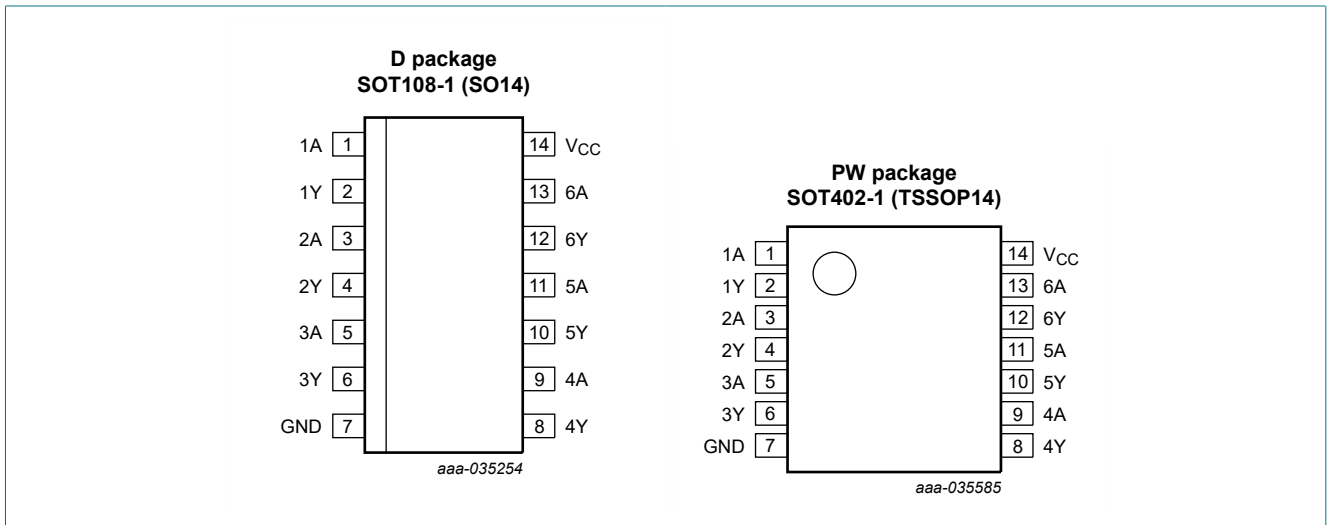 D package
SOT108-1 (SO14)
1A 1 14 VCC
1Y 2 13 6A
2A 3 12 6Y
2Y 4 11 5A
3A 5 10 5Y
3Y 6 9 4A
GND 7 8 4Y
aaa-035254
PW package
SOT402-1 (TSSOP14)
1A 1 14 VCC
1Y 2 13 6A
2A 3 12 6Y
2Y 4 11 5A
3A 5 10 5Y
3Y 6 9 4A
GND 7 8 4Y
aaa-035585